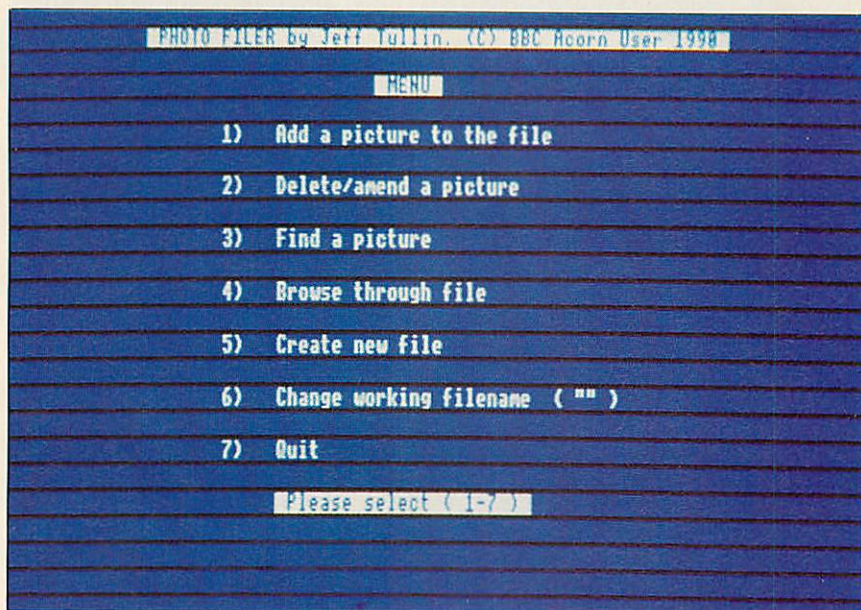 PHOTO FILER by Jeff Tullin. (C) BBC Acorn User 1990
MENU
1) Add a picture to the file
2) Delete/amend a picture
3) Find a picture
4) Browse through file
5) Create new file
6) Change working filename ( "" )
7) Quit
Please select ( 1-7 )